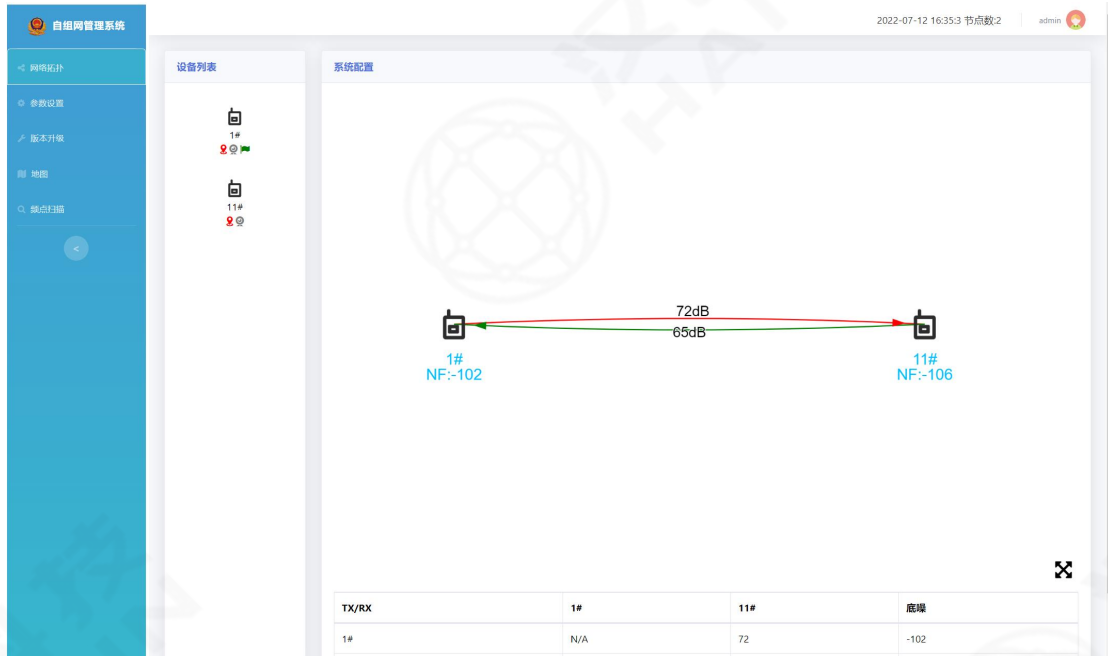 自组网管理系统
2022-07-12 16:35:3 节点数:2
admin
网络拓扑
参数设置
版本升级
地图
频点扫描
<
设备列表
1#
11#
系统配置
72dB
65dB
1#
NF:-102
11#
NF:-106
TX/RX 1# 11# 底噪
1# N/A 72 -102